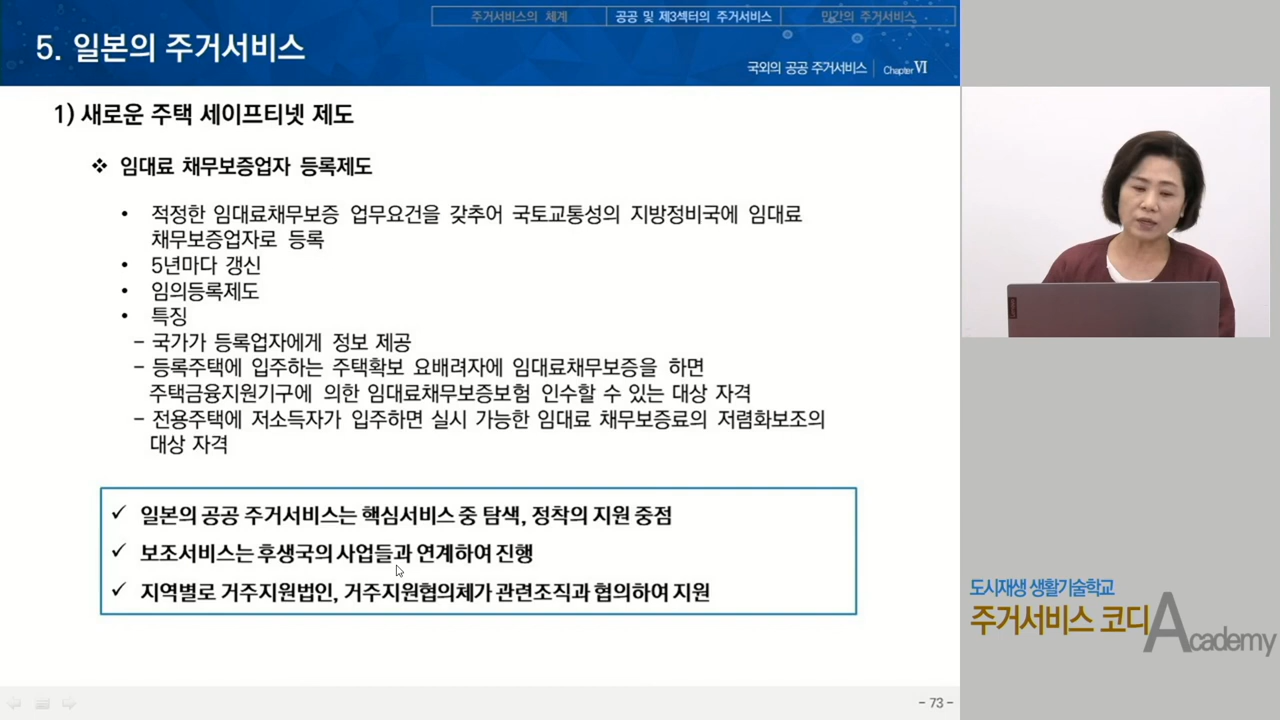 주거서비스의 체계
공공 및 제3섹터의 주거서비스
민간의 주거서비스
5. 일본의 주거서비스
국외의 공공 주거서비스 | Chapter Ⅵ
1) 새로운 주택 세이프티넷 제도
❖ 임대료 채무보증업자 등록제도
• 적정한 임대료채무보증 업무요건을 갖추어 국토교통성의 지방정비국에 임대료
채무보증업자로 등록
• 5년마다 갱신
• 임의등록제도
• 특징
– 국가가 등록업자에게 정보 제공
– 등록주택에 입주하는 주택확보 요배려자에 임대료채무보증을 하면
주택금융지원기구에 의한 임대료채무보증보험 인수할 수 있는 대상 자격
– 전용주택에 저소득자가 입주하면 실시 가능한 임대료 채무보증료의 저렴화보조의
대상 자격
✓ 일본의 공공 주거서비스는 핵심서비스 중 탐색, 정착의 지원 중점
✓ 보조서비스는 후생국의 사업들과 연계하여 진행
✓ 지역별로 거주지원법인, 거주지원협의체가 관련조직과 협의하여 지원
- 73 -
Lenovo
도시재생 생활기술학교
주거서비스 코디 Academy